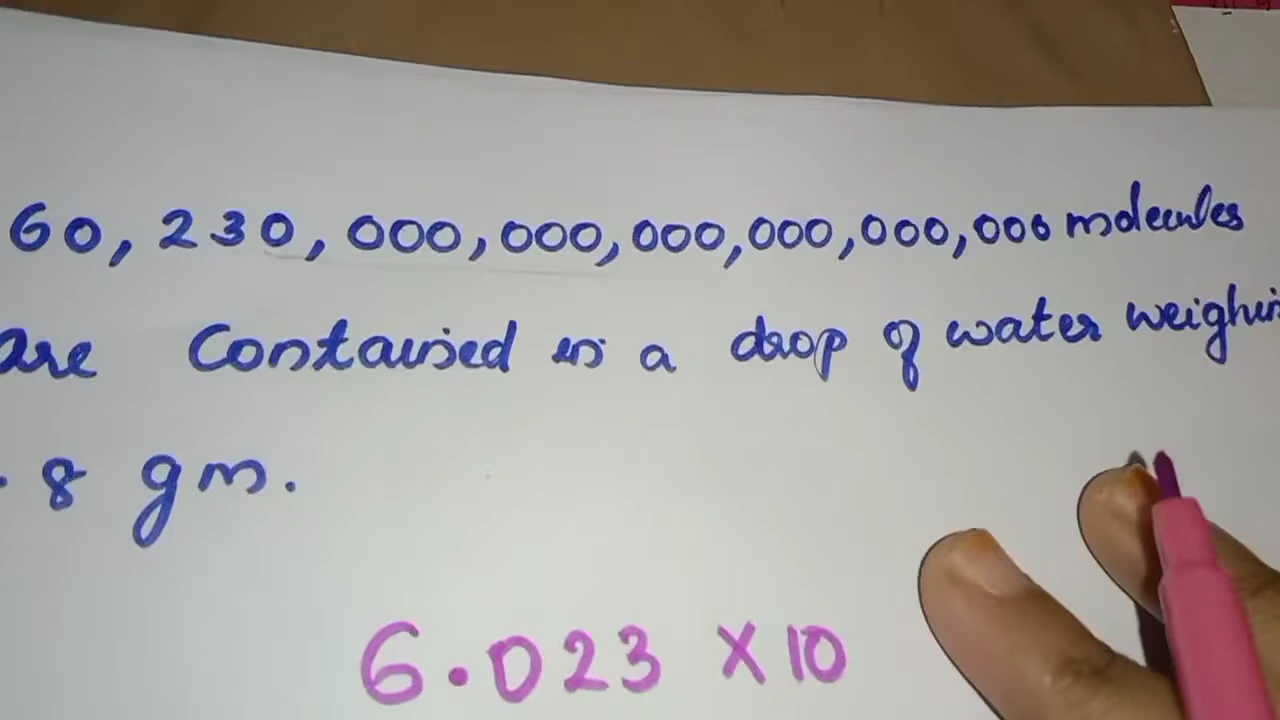 60,230,000,000,000,000,000,000 molecules
are contained in a drop of water weighin
.8 gm.
6.023 X 10